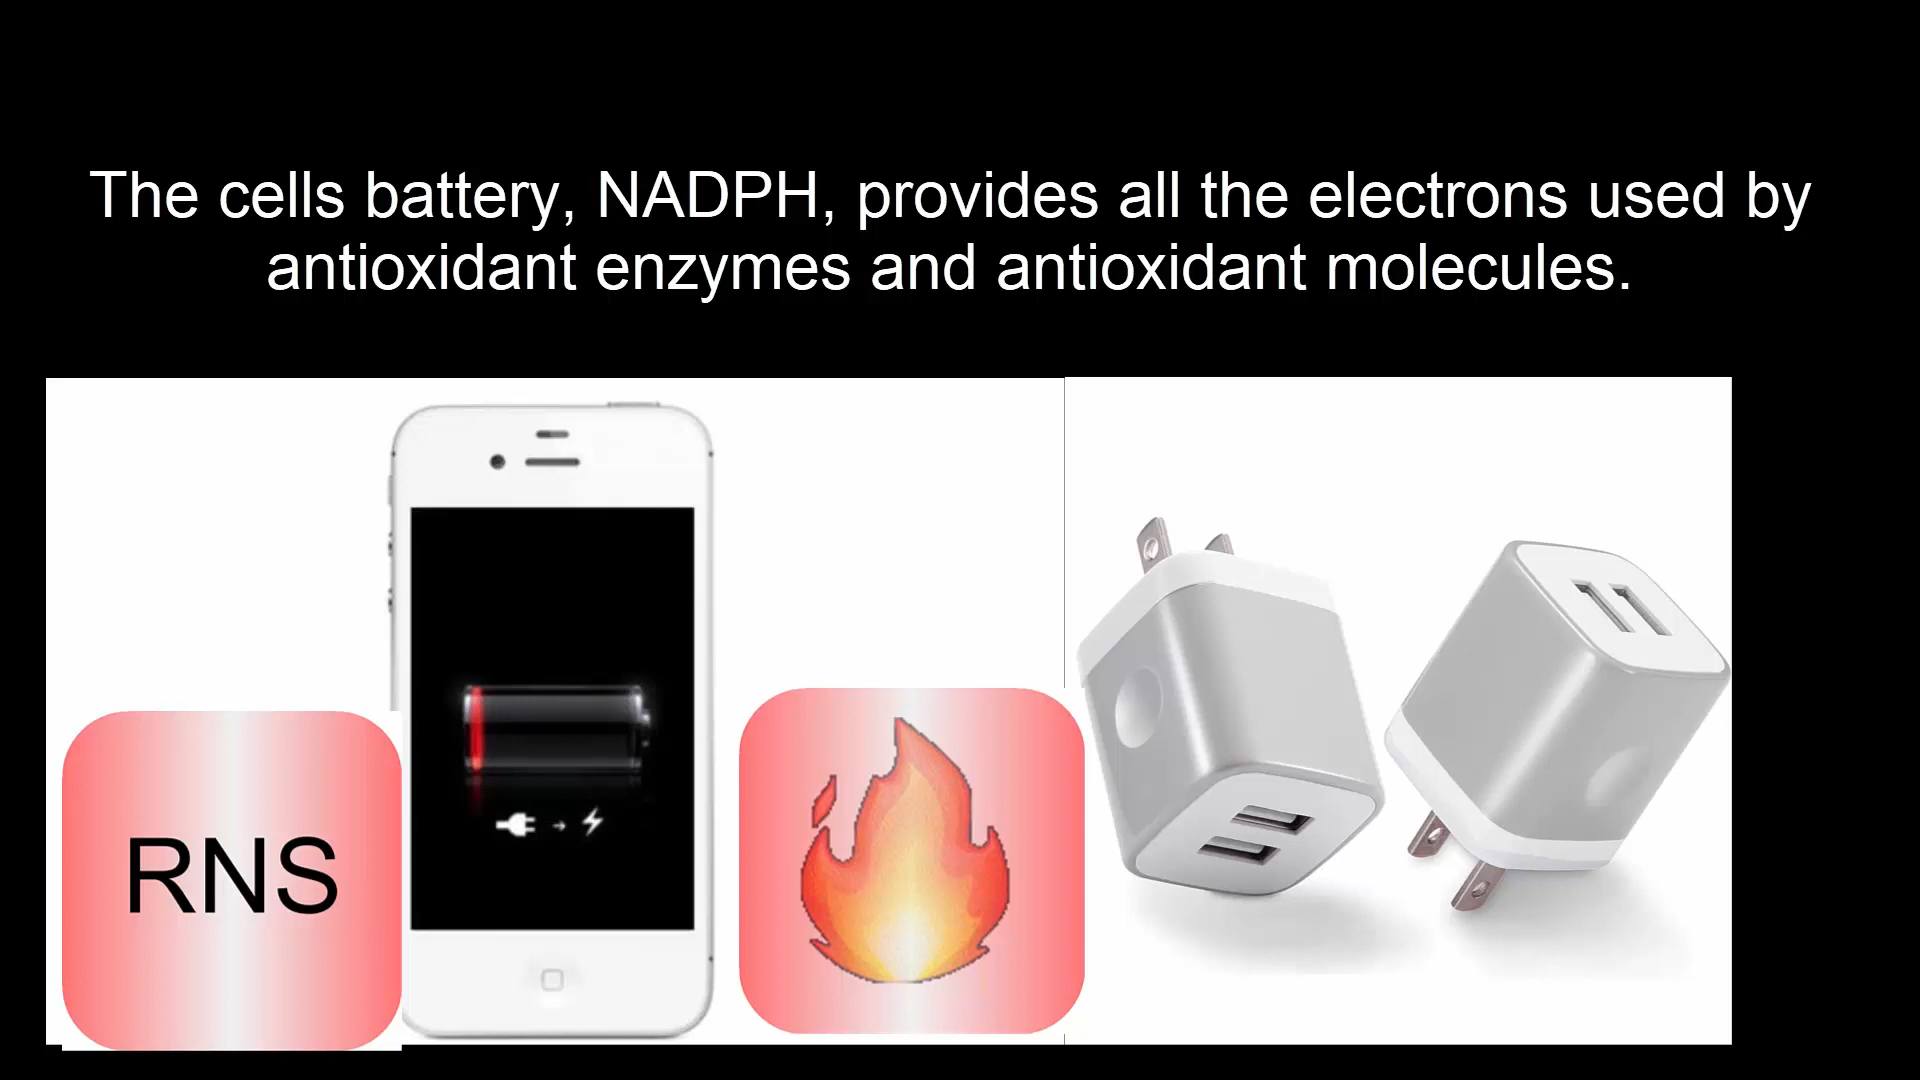 The cells battery, NADPH, provides all the electrons used by
antioxidant enzymes and antioxidant molecules.
RNS